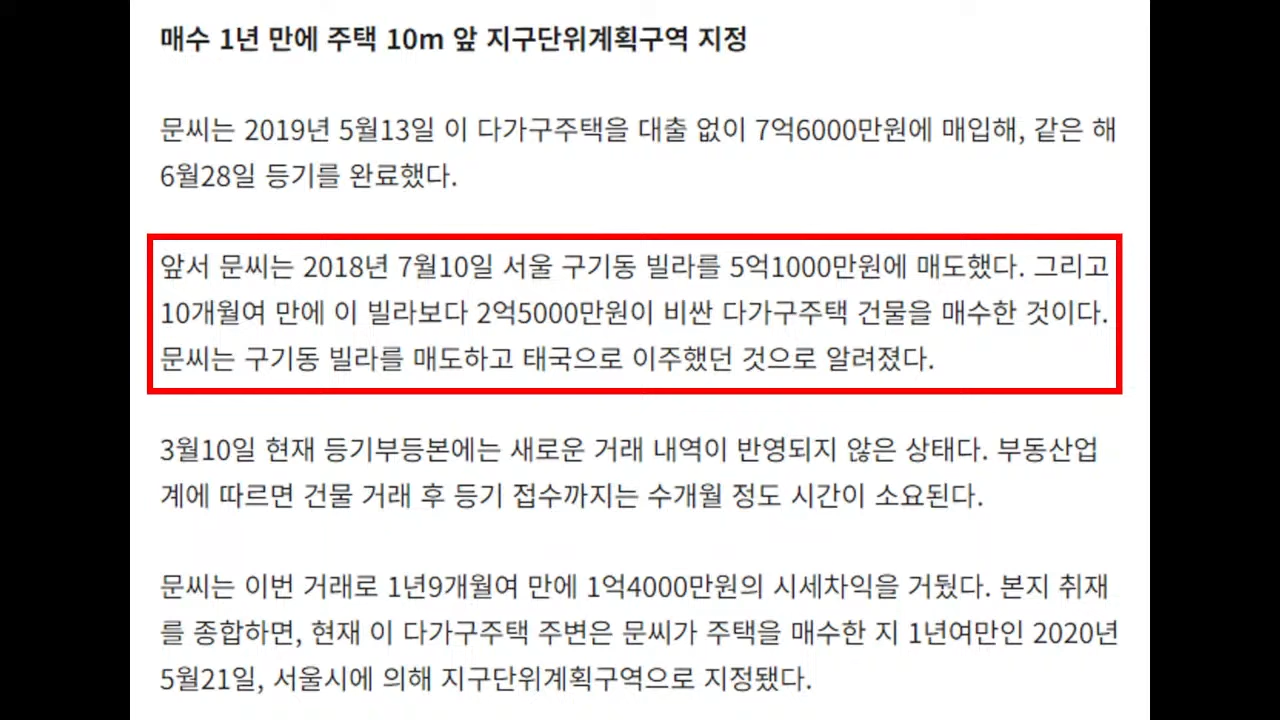 매수 1년 만에 주택 10m 앞 지구단위계획구역 지정
문씨는 2019년 5월13일 이 다가구주택을 대출 없이 7억6000만원에 매입해, 같은 해
6월28일 등기를 완료했다.
앞서 문씨는 2018년 7월10일 서울 구기동 빌라를 5억1000만원에 매도했다. 그리고
10개월여 만에 이 빌라보다 2억5000만원이 비싼 다가구주택 건물을 매수한 것이다.
문씨는 구기동 빌라를 매도하고 태국으로 이주했던 것으로 알려졌다.
3월10일 현재 등기부등본에는 새로운 거래 내역이 반영되지 않은 상태다. 부동산업
계에 따르면 건물 거래 후 등기 접수까지는 수개월 정도 시간이 소요된다.
문씨는 이번 거래로 1년9개월여 만에 1억4000만원의 시세차익을 거뒀다. 본지 취재
를 종합하면, 현재 이 다가구주택 주변은 문씨가 주택을 매수한 지 1년여만인 2020년
5월21일, 서울시에 의해 지구단위계획구역으로 지정됐다.